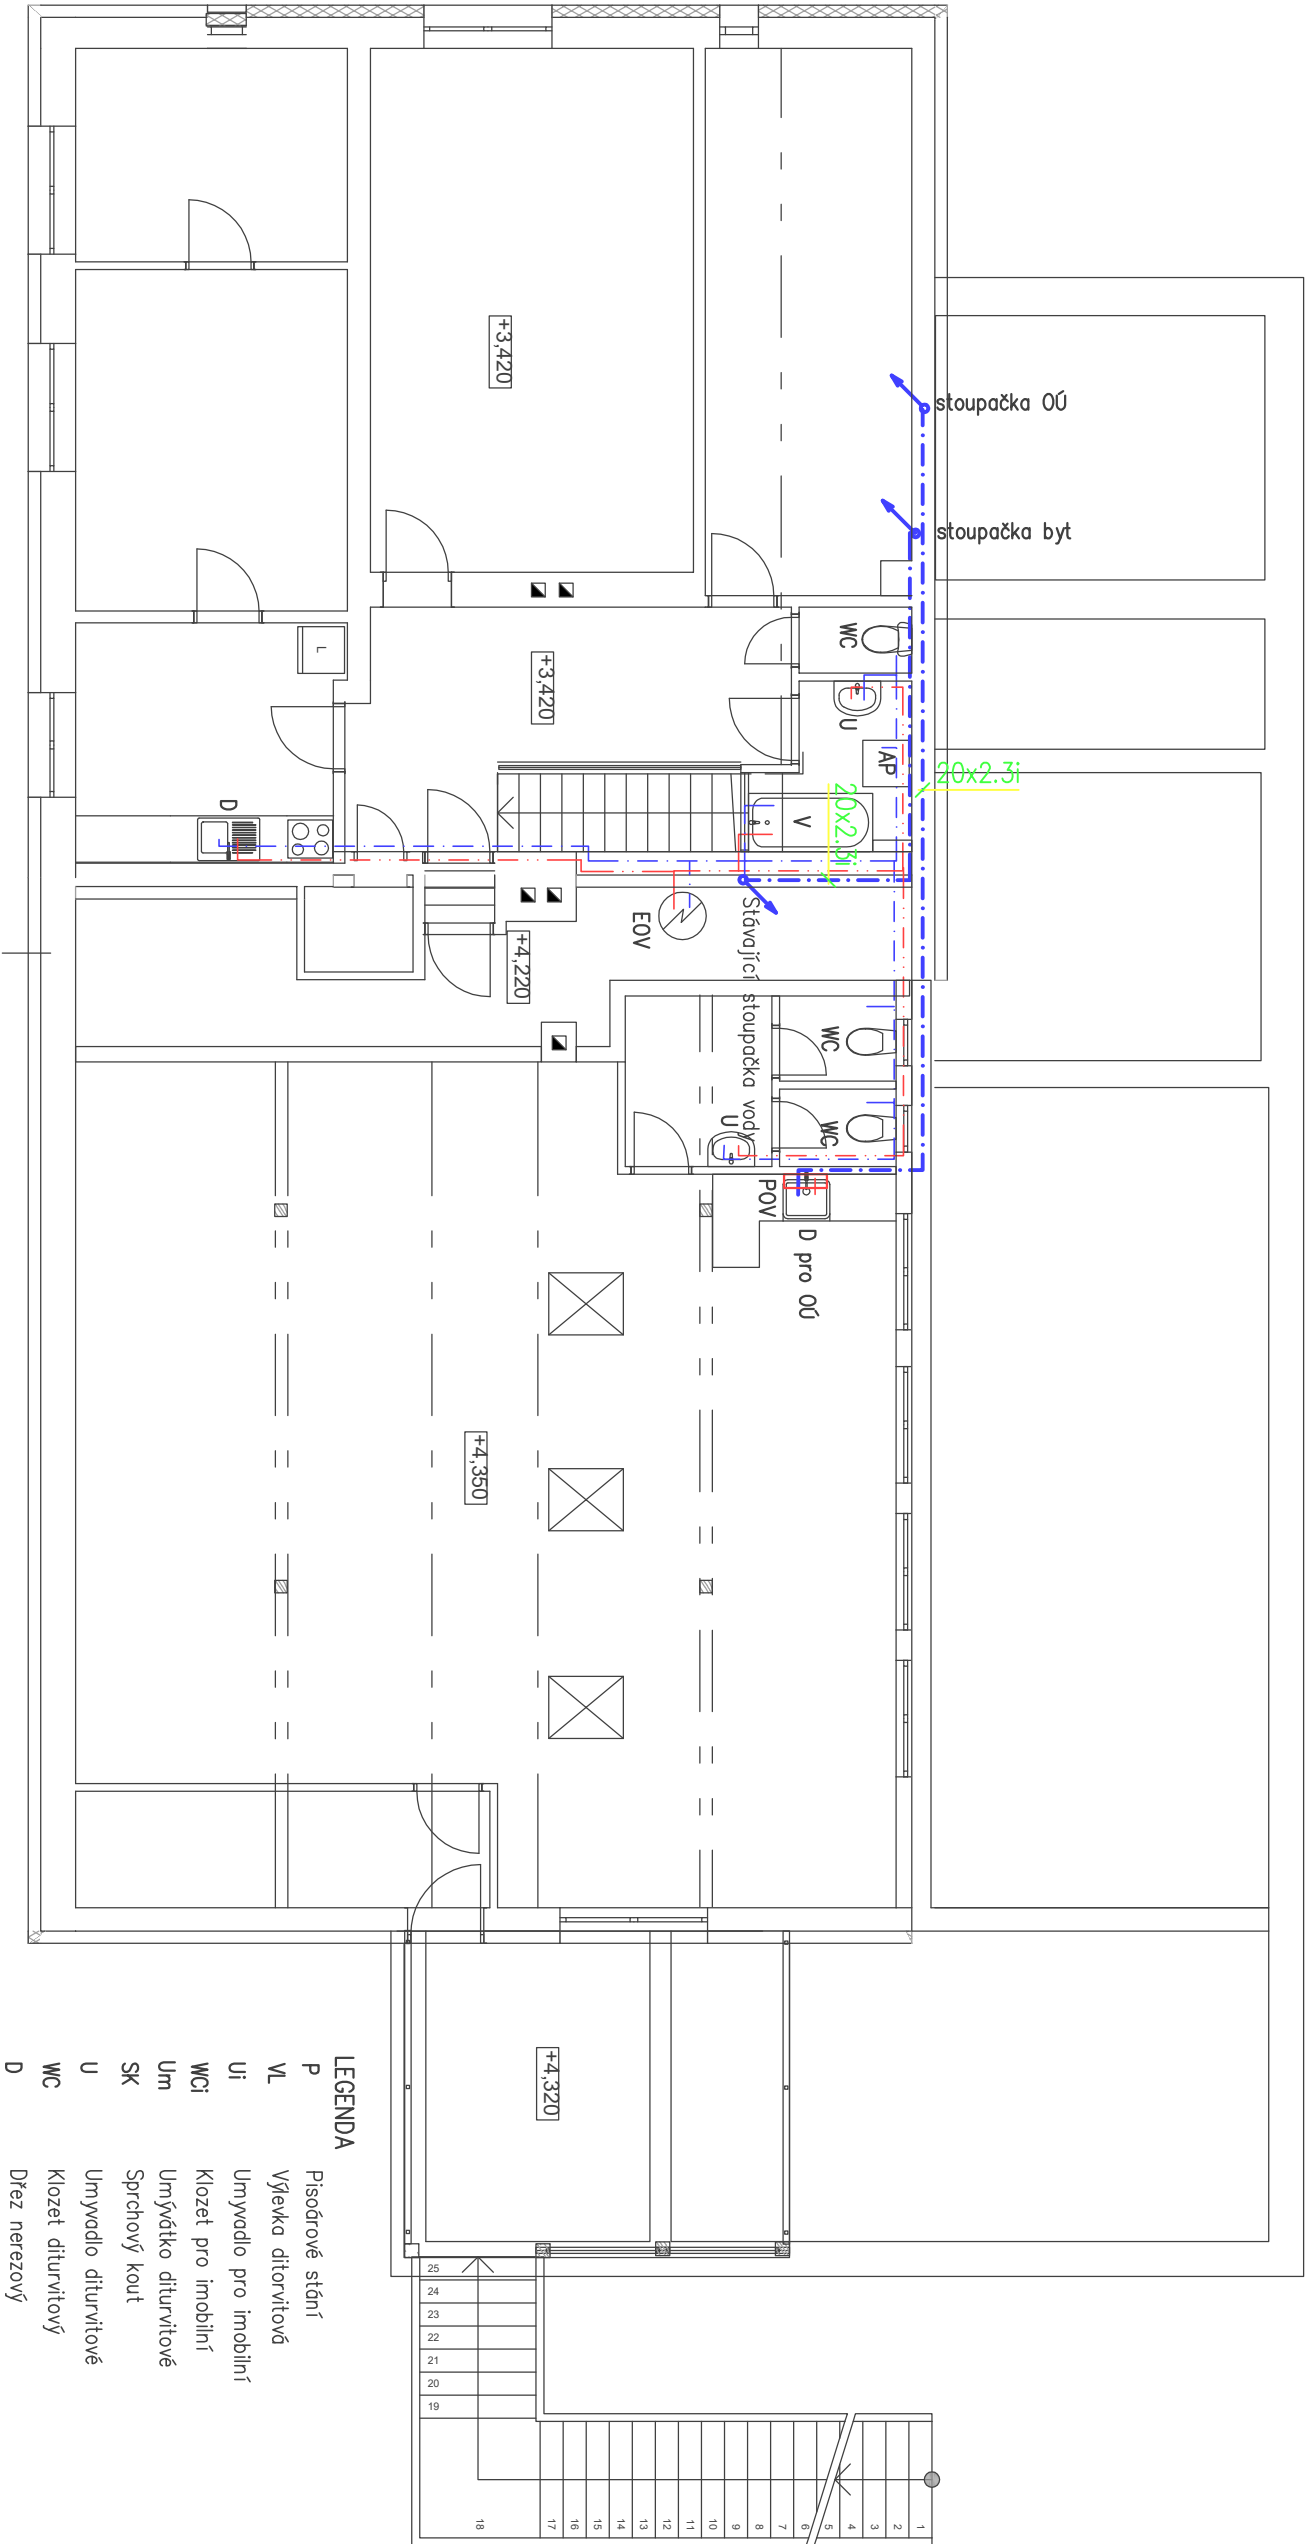 stoupačka OÚ
+3,420
stoupačka byt
WC
L
+3,420
U
AP
20x2.3i
20x2.3i
V
D
EOV
Stávající stoupačka vody
+4,220
WC
WC
U
POV
D pro OÚ
+4,350
+4,320
LEGENDA
P Pisoárové stání
VL Výlevka ditorvitová
Ui Umyvadlo pro imobilní
WCi Klozet pro imobilní
Um Umývátko diturvitové
SK Sprchový kout
U Umyvadlo diturvitové
WC Klozet diturvitový
D Dřez nerezový
25
24
23
22
21
20
19
18
17
16
15
14
13
12
11
10
9
8
7
6
5
4
3
2
1